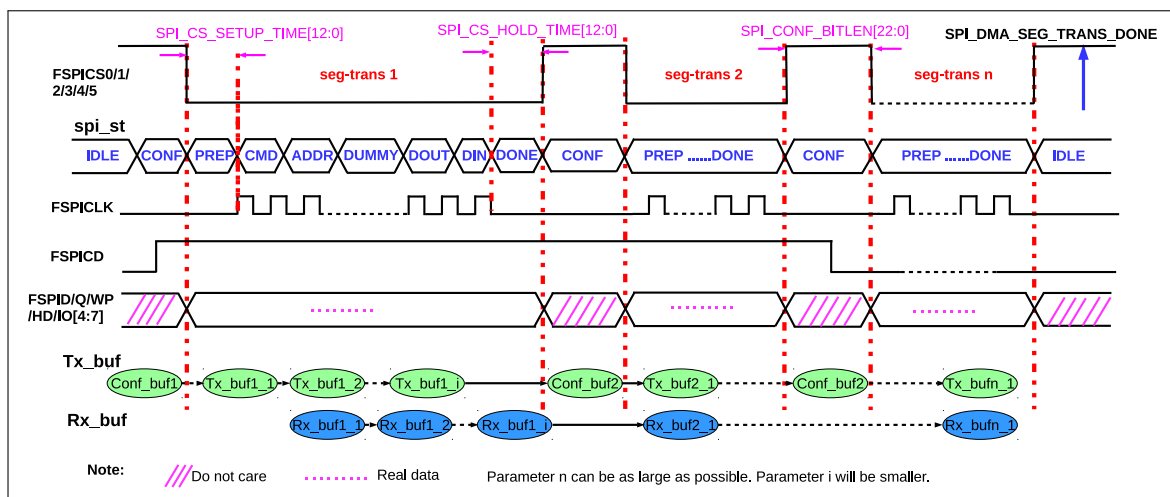 SPI_CS_SETUP_TIME[12:0] SPI_CS_HOLD_TIME[12:0] SPI_CONF_BITLEN[22:0] SPI_DMA_SEG_TRANS_DONE
FSPICS0/1/
2/3/4/5
seg-trans 1 seg-trans 2 seg-trans n
spi_st
IDLE CONF PREP CMD ADDR DUMMY DOUT DIN DONE CONF PREP ......DONE CONF PREP ......DONE IDLE
FSPICLK
FSPICD
FSPID/Q/WP
/HD/IO[4:7]
Tx_buf
Conf_buf1 Tx_buf1_1 Tx_buf1_2 Tx_buf1_i Conf_buf2 Tx_buf2_1 Conf_buf2 Tx_bufn_1
Rx_buf
Rx_buf1_1 Rx_buf1_2 Rx_buf1_i Rx_buf2_1 Rx_bufn_1
Note: Do not care Real data Parameter n can be as large as possible. Parameter i will be smaller.